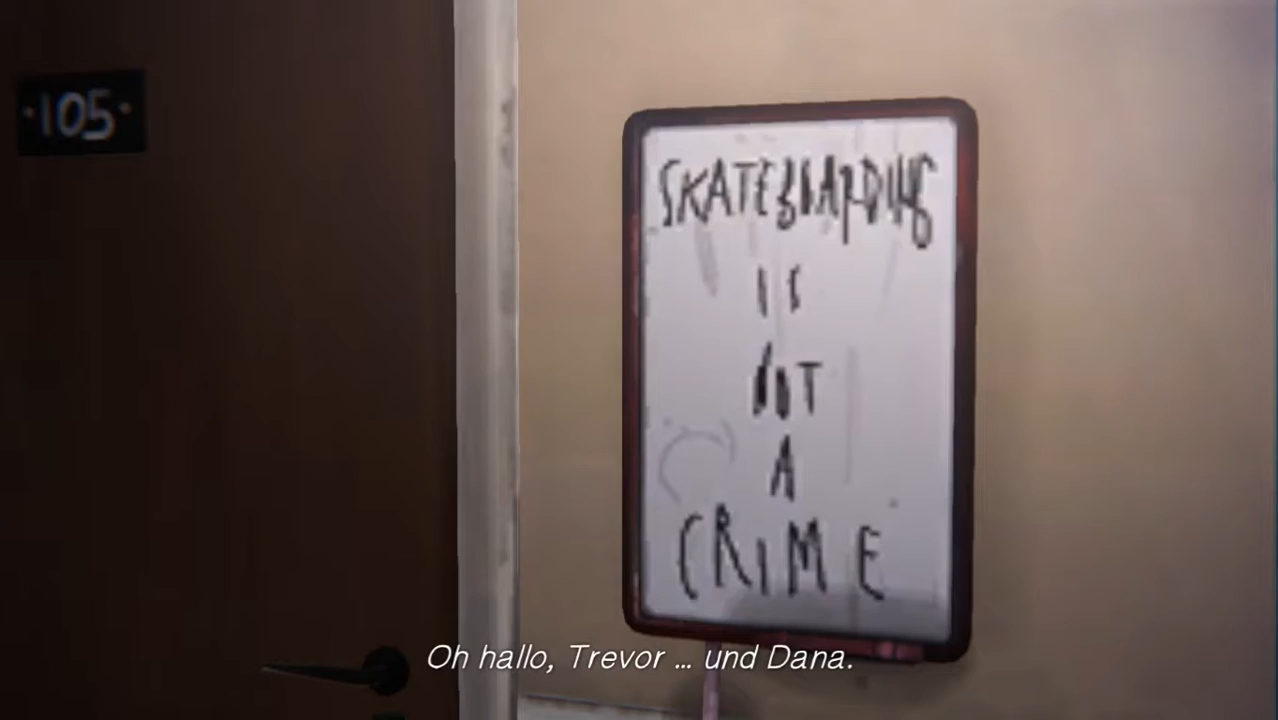 ·105·
SKATEBOARDING
IS
NOT
A
CRIME
Oh hallo, Trevor ... und Dana.